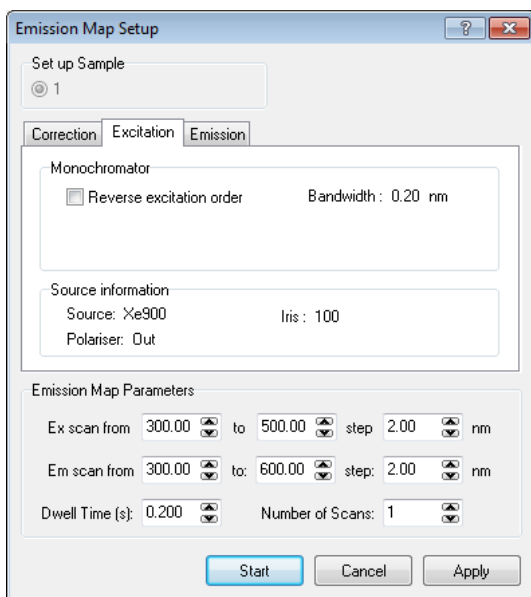 Emission Map Setup
Set up Sample
1
Correction Excitation Emission
Monochromator
Reverse excitation order Bandwidth : 0.20 nm
Source information
Source: Xe900 Iris : 100
Polariser: Out
Emission Map Parameters
Ex scan from 300.00 to 500.00 step 2.00 nm
Em scan from 300.00 to: 600.00 step: 2.00 nm
Dwell Time (s): 0.200 Number of Scans: 1
Start Cancel Apply